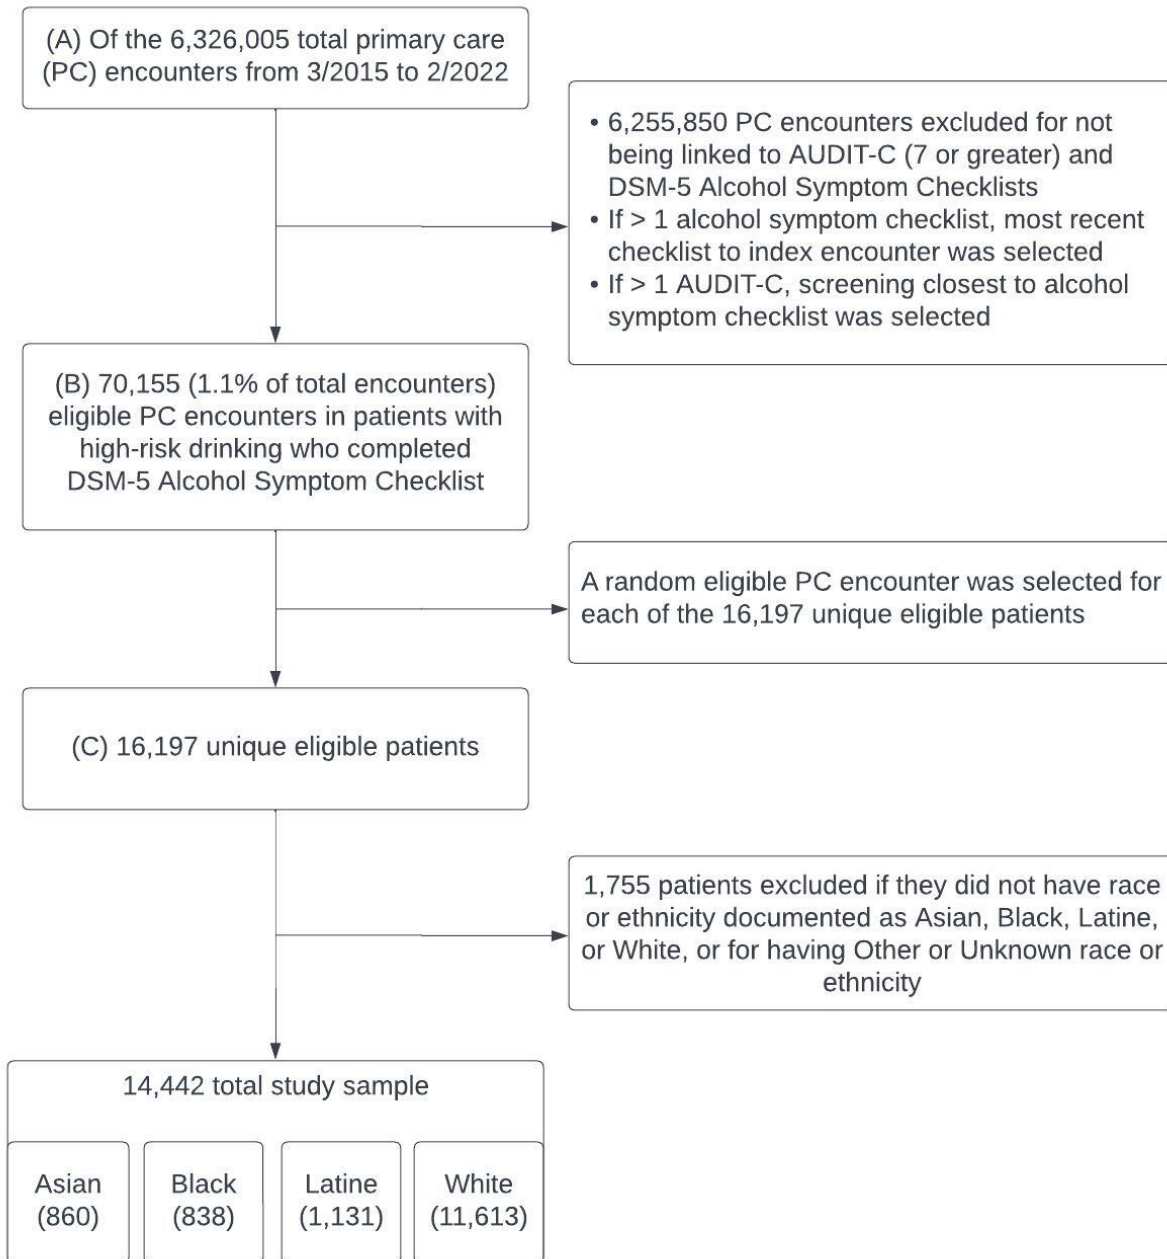 (A) Of the 6,326,005 total primary care
(PC) encounters from 3/2015 to 2/2022
• 6,255,850 PC encounters excluded for not
being linked to AUDIT-C (7 or greater) and
DSM-5 Alcohol Symptom Checklists
• If > 1 alcohol symptom checklist, most recent
checklist to index encounter was selected
• If > 1 AUDIT-C, screening closest to alcohol
symptom checklist was selected
(B) 70,155 (1.1% of total encounters)
eligible PC encounters in patients with
high-risk drinking who completed
DSM-5 Alcohol Symptom Checklist
A random eligible PC encounter was selected for
each of the 16,197 unique eligible patients
(C) 16,197 unique eligible patients
1,755 patients excluded if they did not have race
or ethnicity documented as Asian, Black, Latine,
or White, or for having Other or Unknown race or
ethnicity
14,442 total study sample
Asian
(860)
Black
(838)
Latine
(1,131)
White
(11,613)